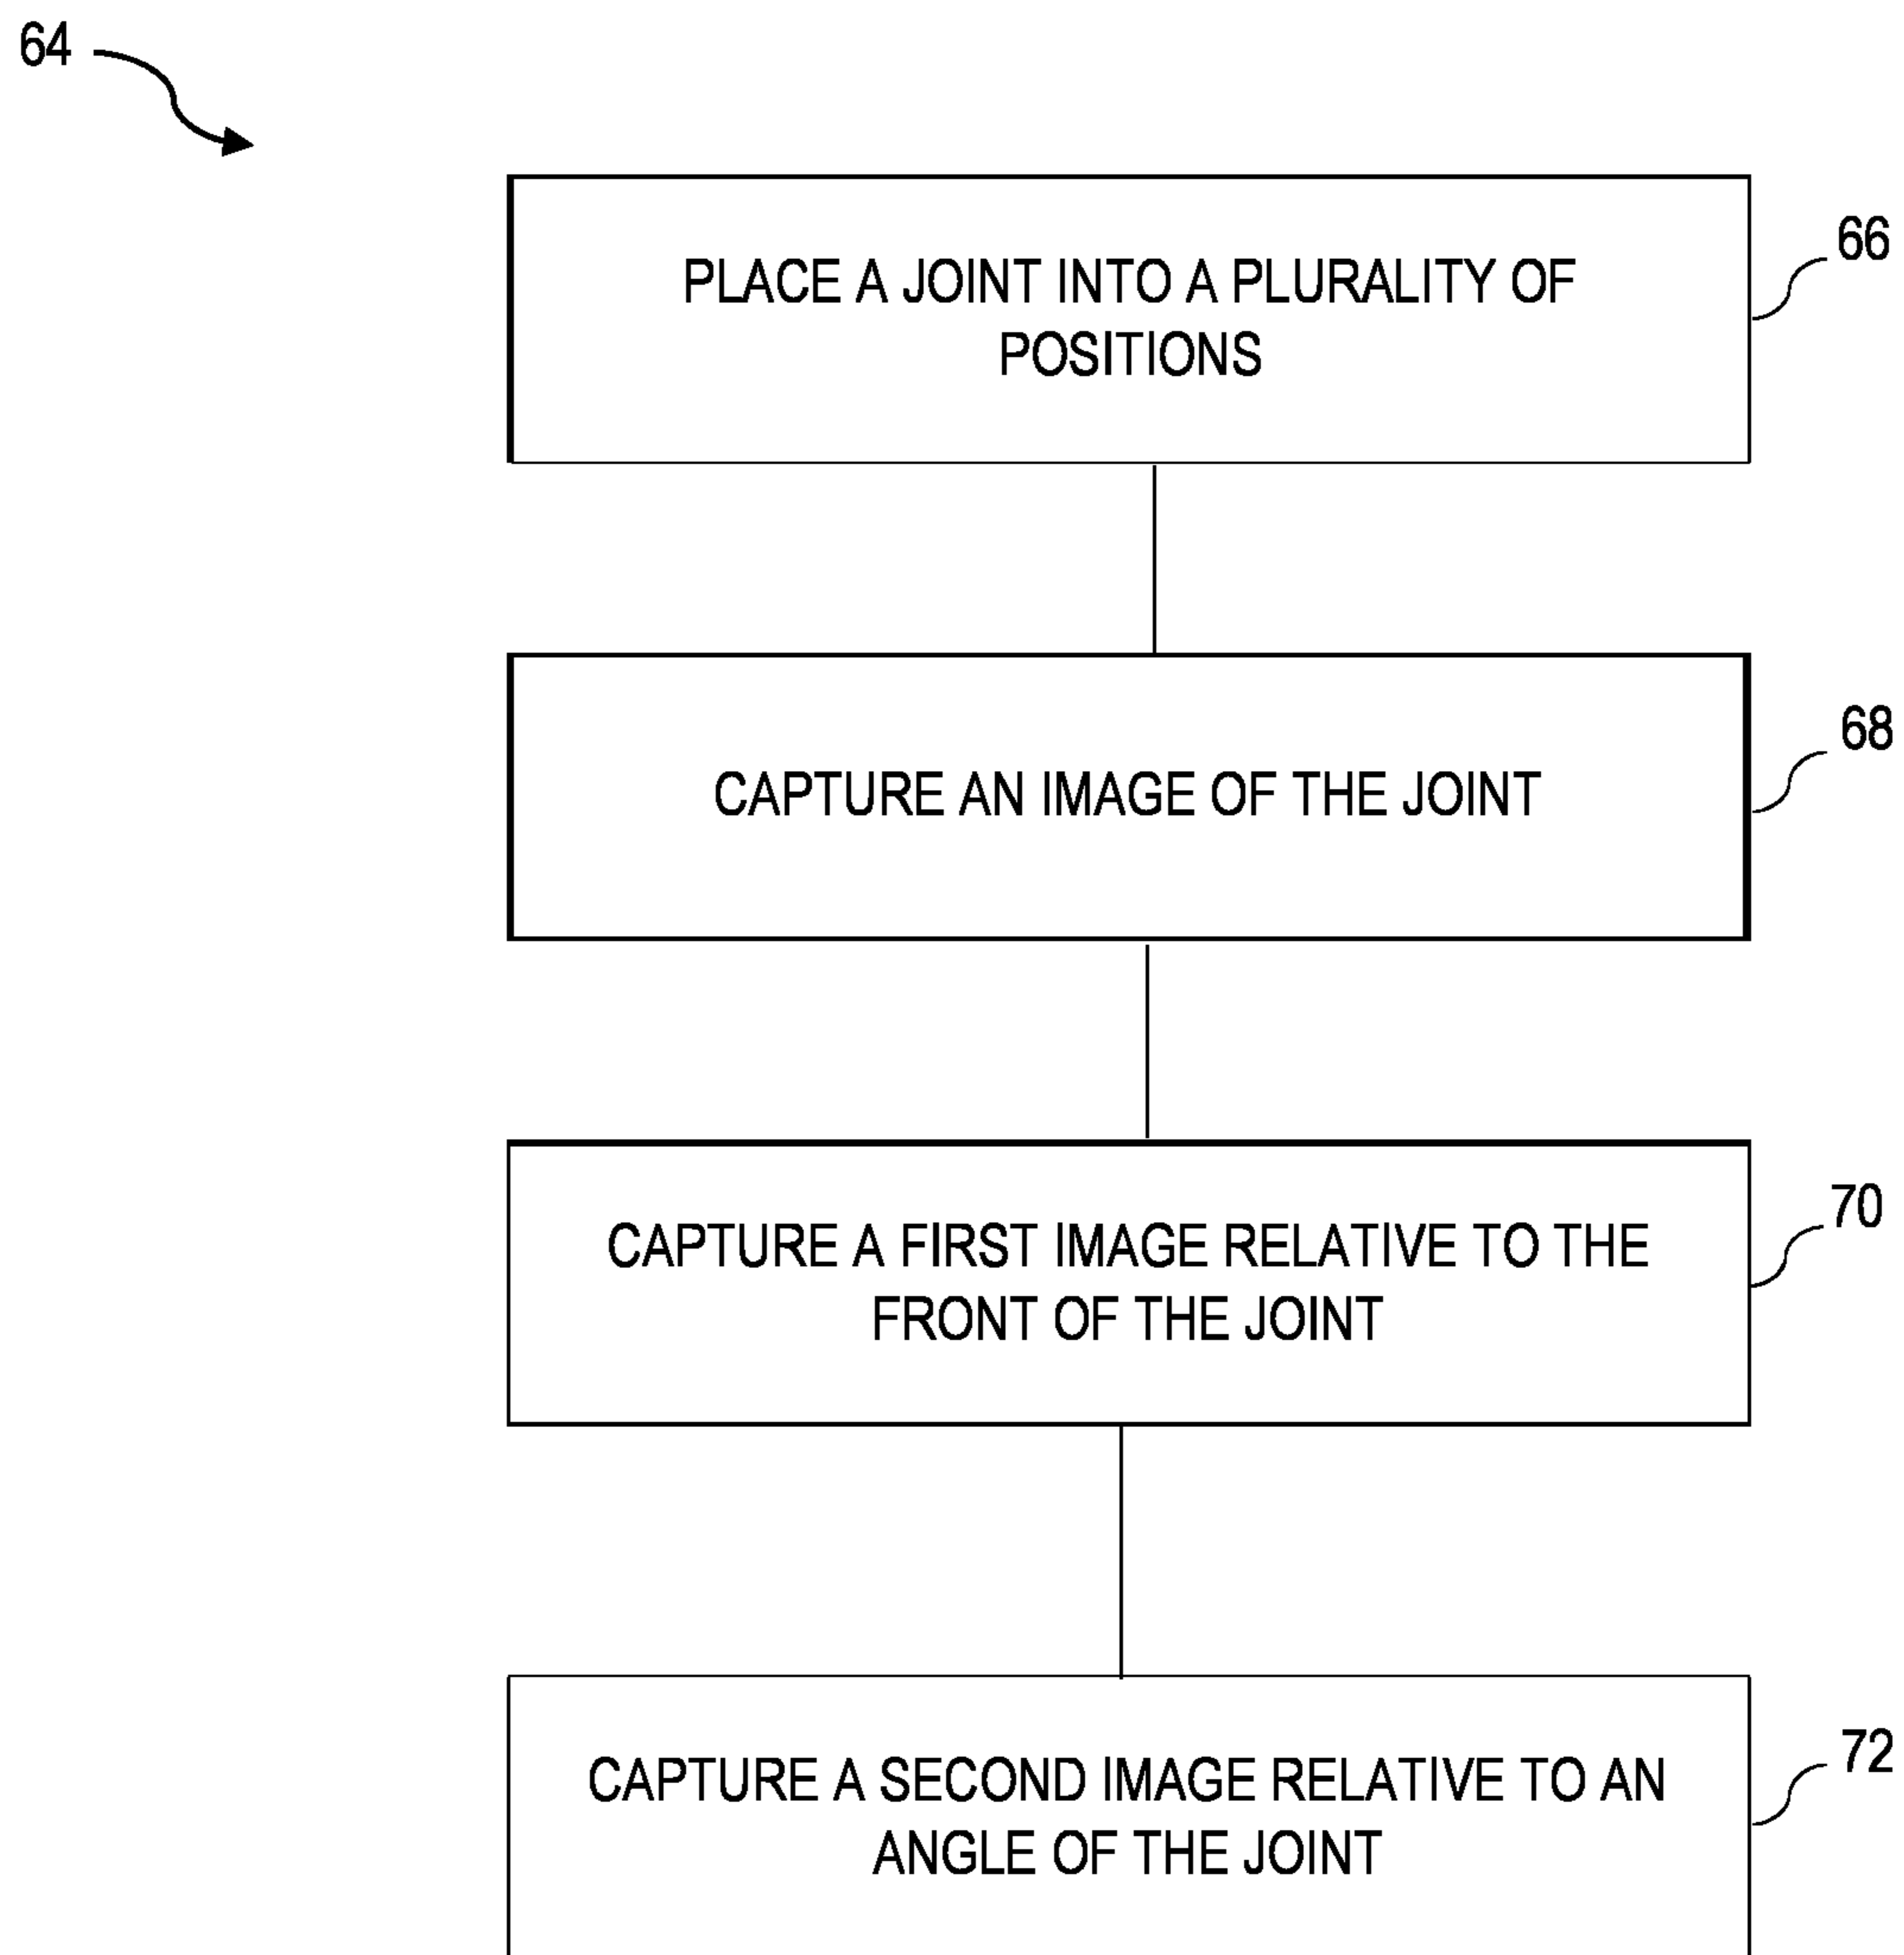 64
PLACE A JOINT INTO A PLURALITY OF
POSITIONS
66
CAPTURE AN IMAGE OF THE JOINT
68
CAPTURE A FIRST IMAGE RELATIVE TO THE
FRONT OF THE JOINT
70
CAPTURE A SECOND IMAGE RELATIVE TO AN
ANGLE OF THE JOINT
72